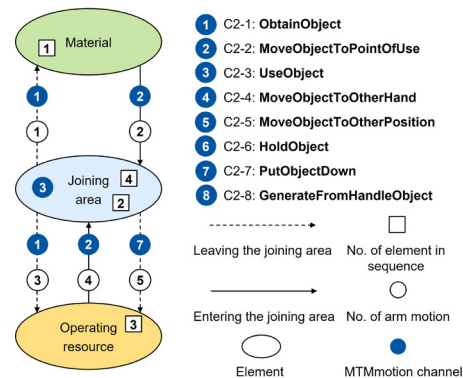 Material
1
1
2
1
2
3
Joining
area
4
2
1
2
7
3
4
5
Operating
resource
3
1 C2-1: ObtainObject
2 C2-2: MoveObjectToPointOfUse
3 C2-3: UseObject
4 C2-4: MoveObjectToOtherHand
5 C2-5: MoveObjectToOtherPosition
6 C2-6: HoldObject
7 C2-7: PutObjectDown
8 C2-8: GenerateFromHandleObject
Leaving the joining area
No. of element in
sequence
Entering the joining area
No. of arm motion
Element
MTMmotion channel